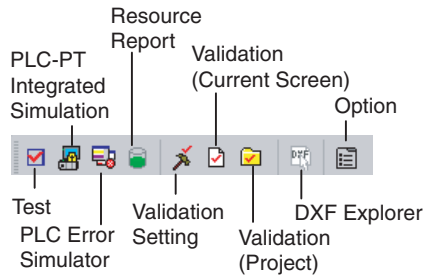 Resource
Report
PLC-PT
Integrated
Simulation
Validation
(Current Screen)
Option
DXF
Test
PLC Error
Simulator
Validation
Setting
Validation
(Project)
DXF Explorer